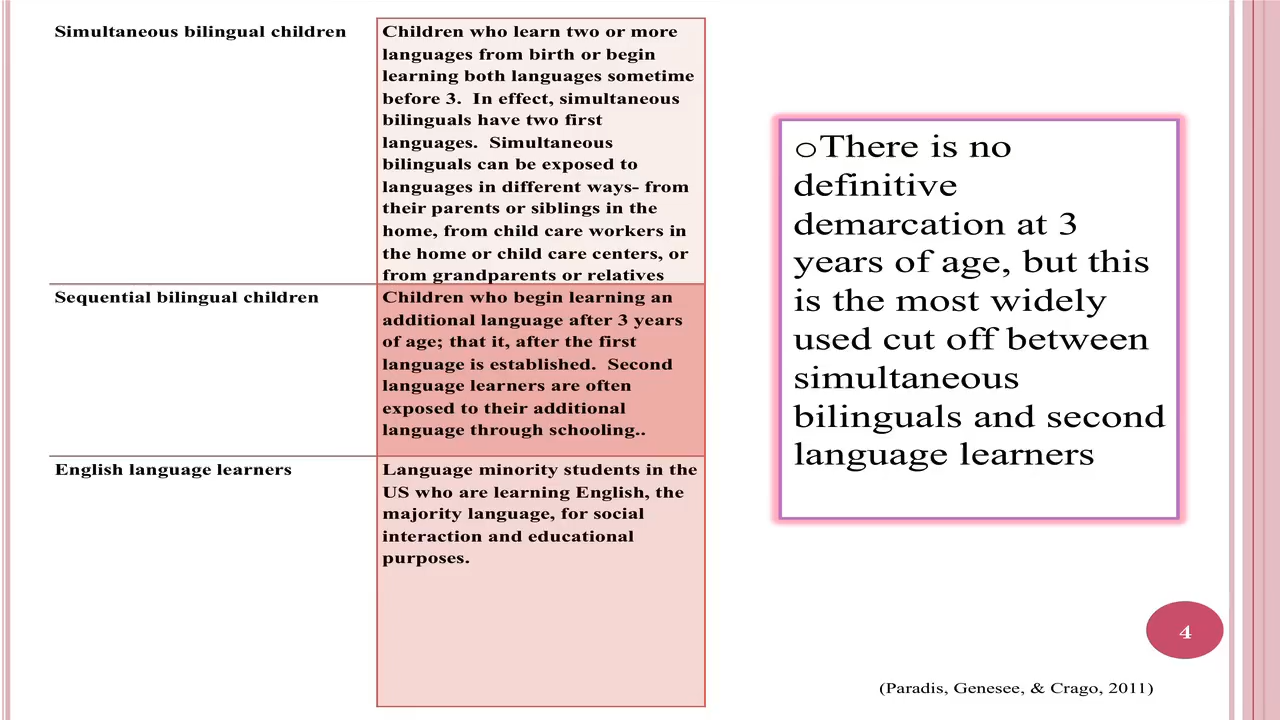 Simultaneous bilingual children
Children who learn two or more
languages from birth or begin
learning both languages sometime
before 3.  In effect, simultaneous
bilinguals have two first
languages.  Simultaneous
bilinguals can be exposed to
languages in different ways- from
their parents or siblings in the
home, from child care workers in
the home or child care centers, or
from grandparents or relatives
Sequential bilingual children
Children who begin learning an
additional language after 3 years
of age; that it, after the first
language is established.  Second
language learners are often
exposed to their additional
language through schooling..
English language learners
Language minority students in the
US who are learning English, the
majority language, for social
interaction and educational
purposes.
○There is no
definitive
demarcation at 3
years of age, but this
is the most widely
used cut off between
simultaneous
bilinguals and second
language learners
4
(Paradis, Genesee, & Crago, 2011)